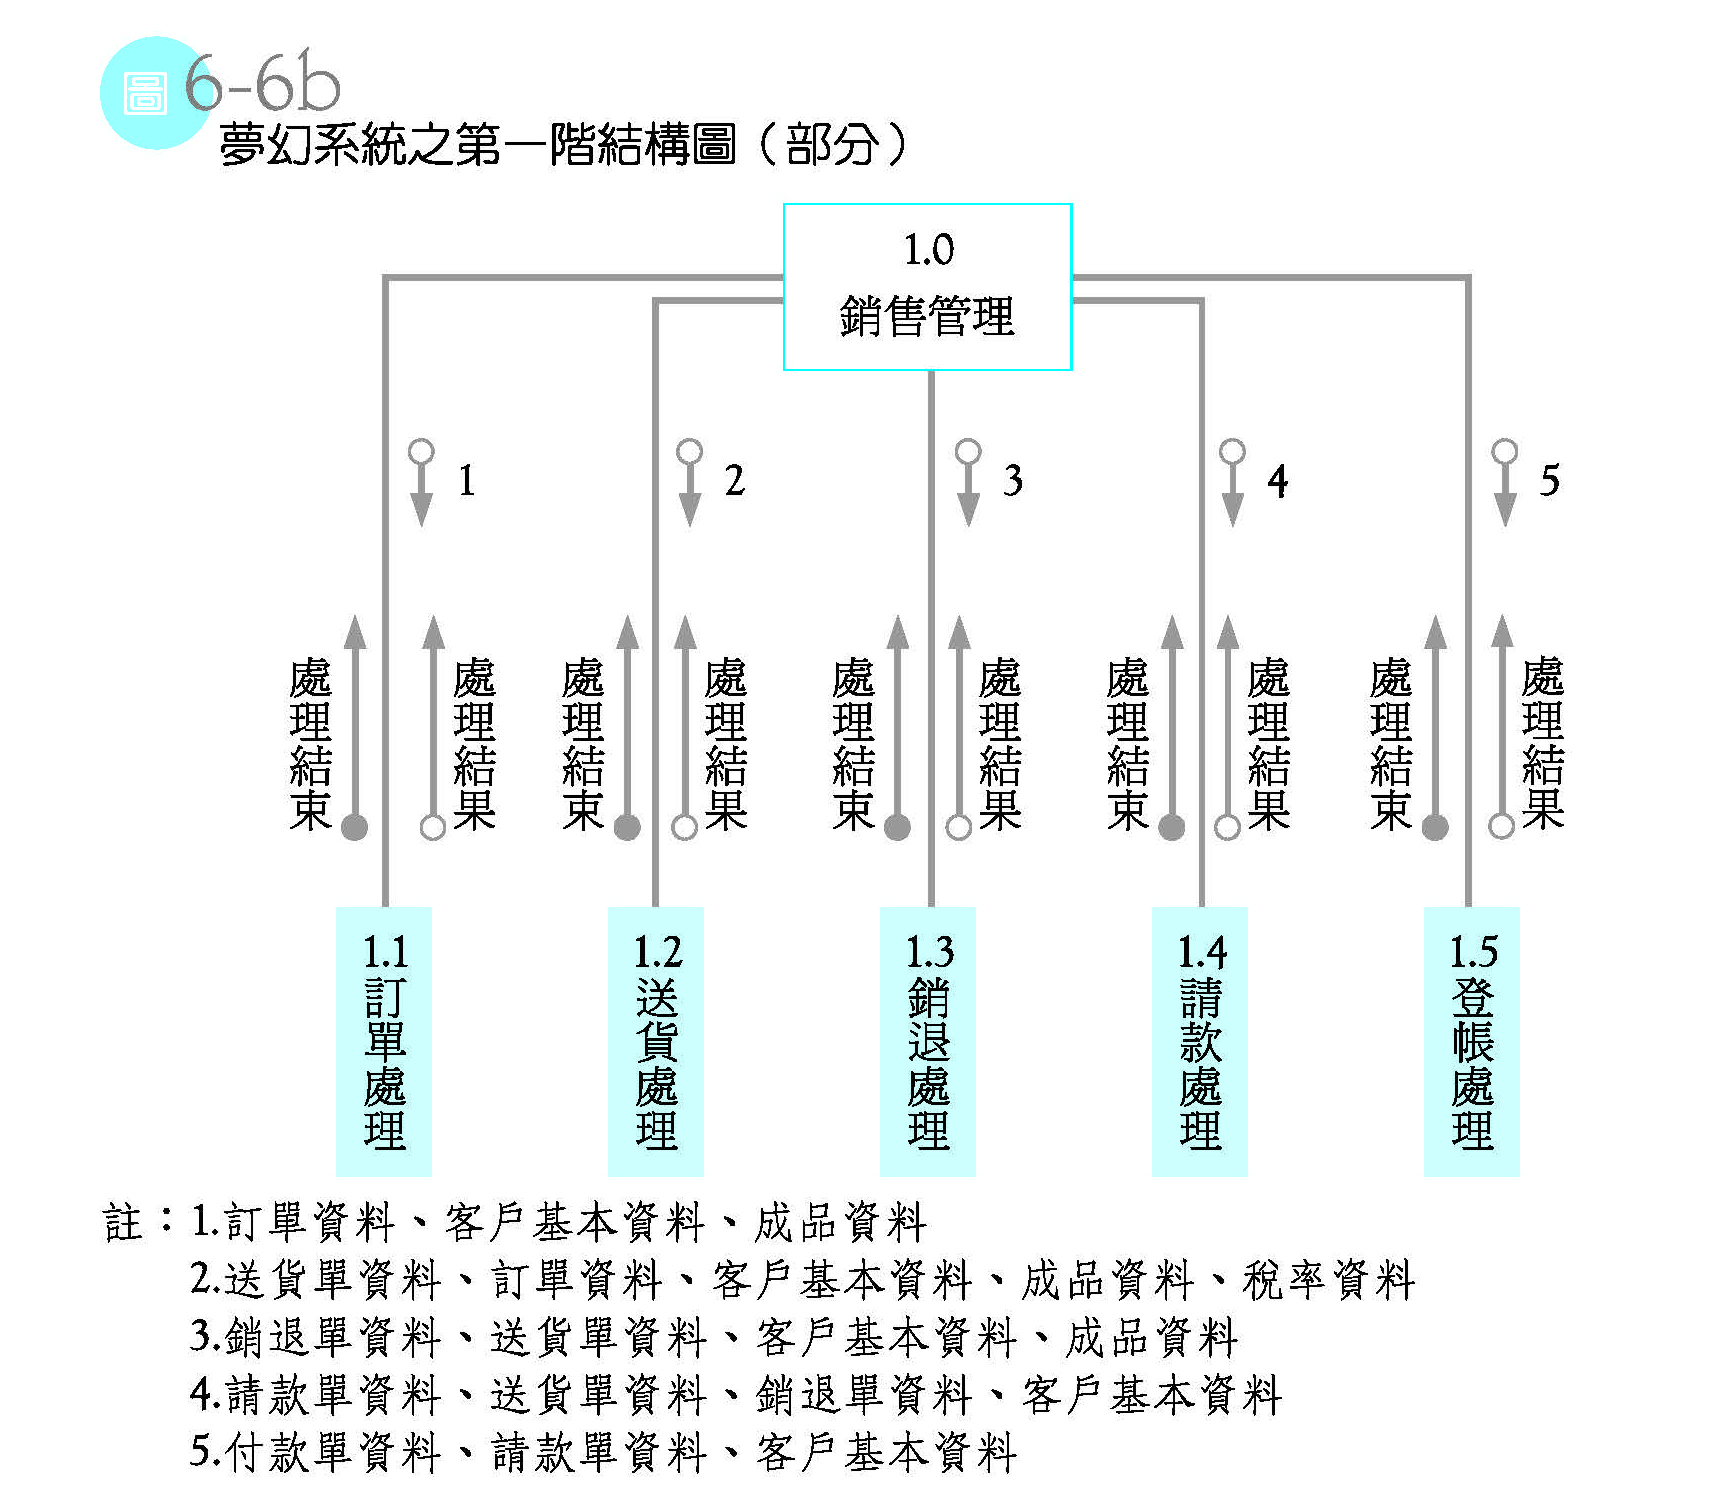 圖 6-6b
夢幻系統之第一階結構圖（部分）
1.0
銷售管理
1
2
3
4
5
處理結束
處理結果
處理結束
處理結果
處理結束
處理結果
處理結束
處理結果
處理結束
處理結果
1.1訂單處理
1.2送貨處理
1.3銷退處理
1.4請款處理
1.5登帳處理
註：1.訂單資料、客戶基本資料、成品資料
2.送貨單資料、訂單資料、客戶基本資料、成品資料、稅率資料
3.銷退單資料、送貨單資料、客戶基本資料、成品資料
4.請款單資料、送貨單資料、銷退單資料、客戶基本資料
5.付款單資料、請款單資料、客戶基本資料